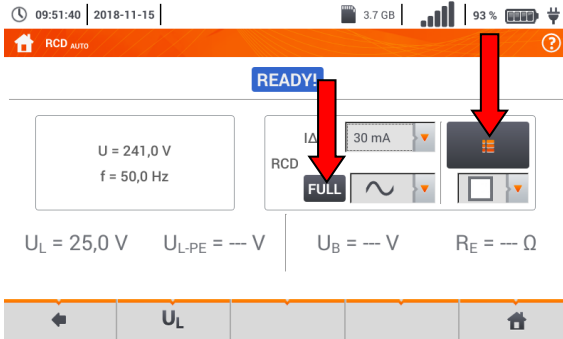 09:51:40 2018-11-15 3.7 GB 93 %
RCD AUTO ?
READY!
U = 241,0 V
f = 50,0 Hz
IΔ 30 mA
RCD
FULL
UL = 25,0 V UL-PE = --- V UB = --- V RE = --- Ω
UL